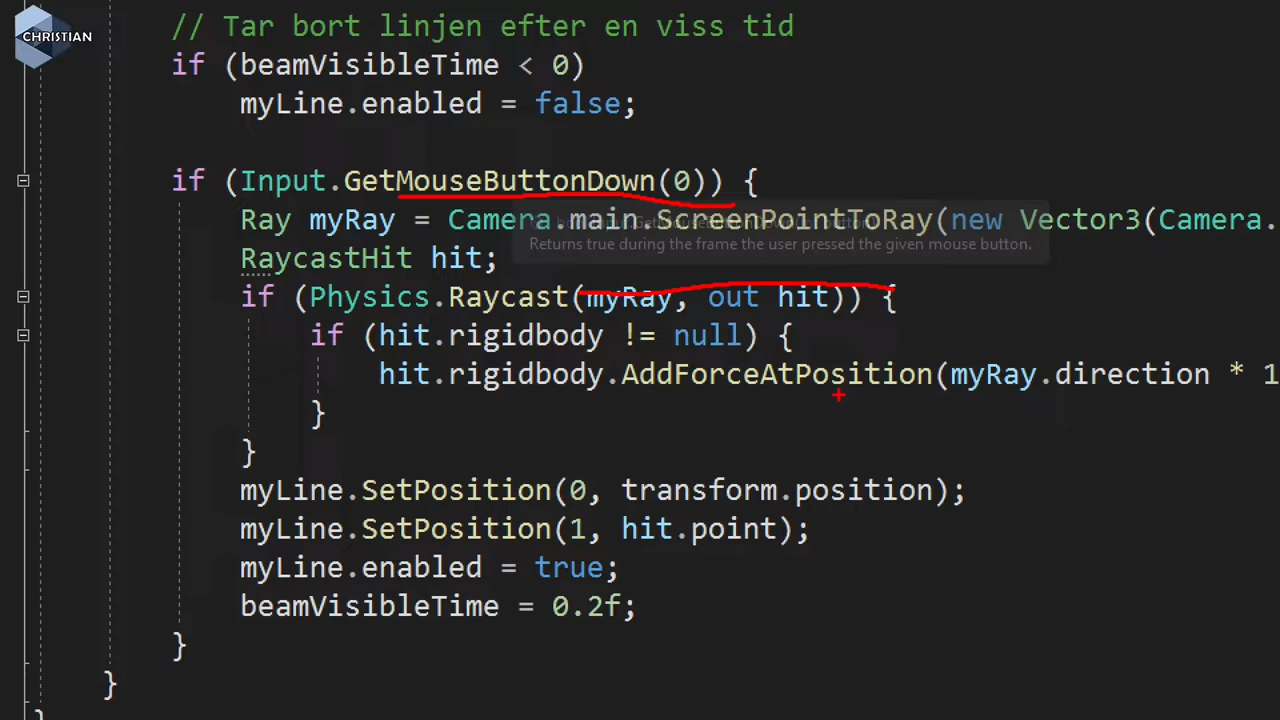 CHRISTIAN
// Tar bort linjen efter en viss tid
if (beamVisibleTime < 0)
myLine.enabled = false;
if (Input.GetMouseButtonDown(0)) {
Ray myRay = Camera.main.ScreenPointToRay(new Vector3(Camera.
Returns true during the frame the user pressed the given mouse button.
RaycastHit hit;
if (Physics.Raycast(myRay, out hit)) {
if (hit.rigidbody != null) {
hit.rigidbody.AddForceAtPosition(myRay.direction * 1
}
}
myLine.SetPosition(0, transform.position);
myLine.SetPosition(1, hit.point);
myLine.enabled = true;
beamVisibleTime = 0.2f;
}
}